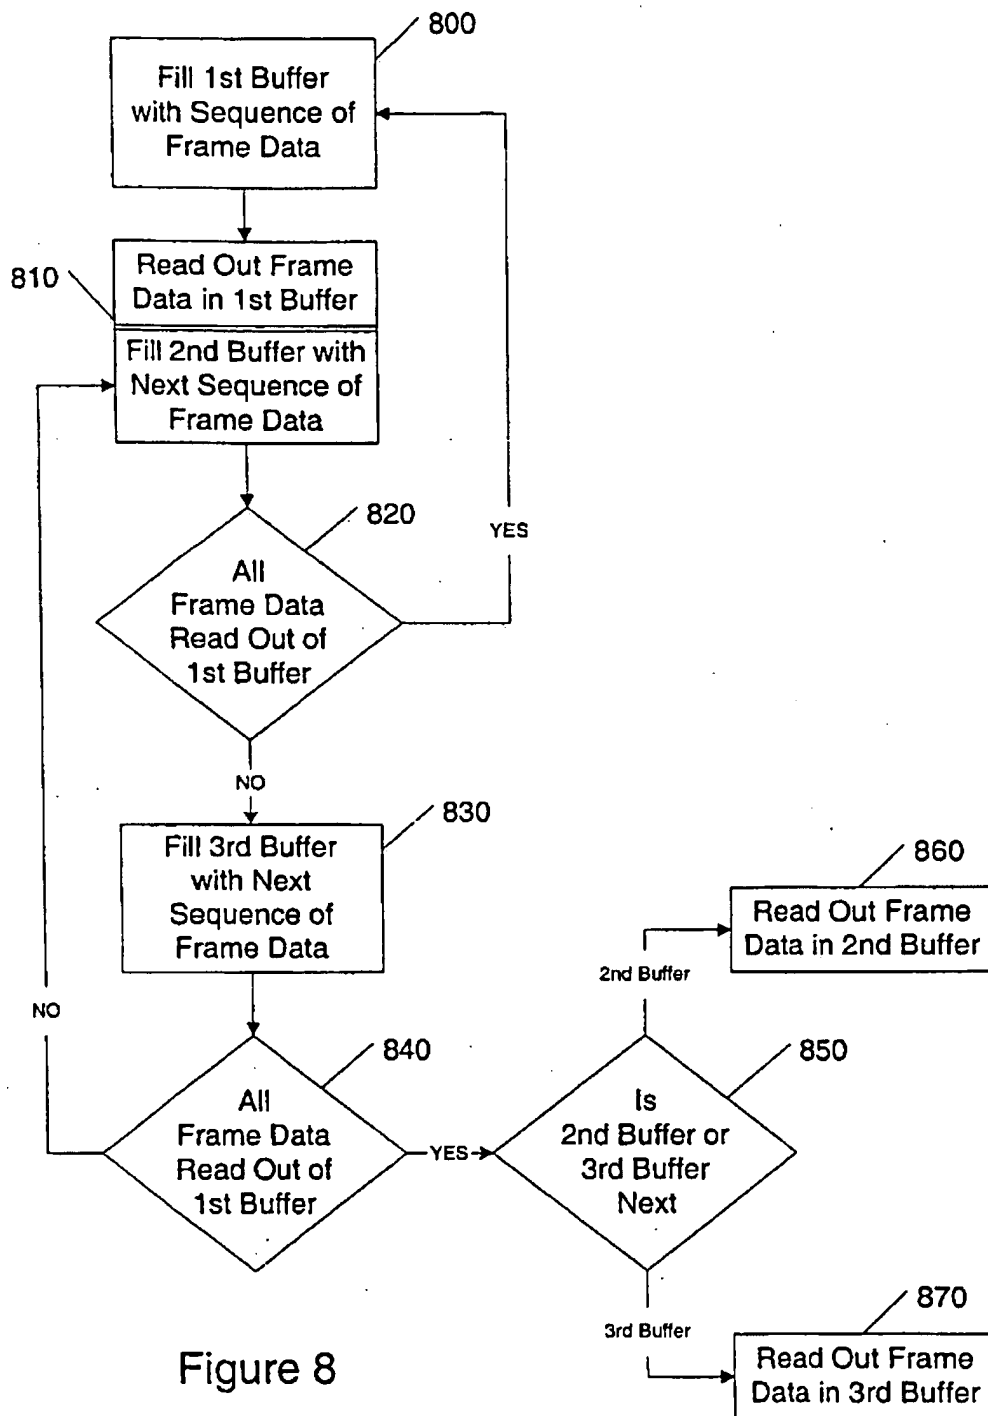 800
Fill 1st Buffer
with Sequence of
Frame Data
810
Read Out Frame
Data in 1st Buffer
Fill 2nd Buffer with
Next Sequence of
Frame Data
820
YES
All
Frame Data
Read Out of
1st Buffer
NO
830
Fill 3rd Buffer
with Next
Sequence of
Frame Data
860
Read Out Frame
Data in 2nd Buffer
2nd Buffer
NO
840
All
Frame Data
Read Out of
1st Buffer
YES
850
Is
2nd Buffer or
3rd Buffer
Next
3rd Buffer
870
Read Out Frame
Data in 3rd Buffer
Figure 8